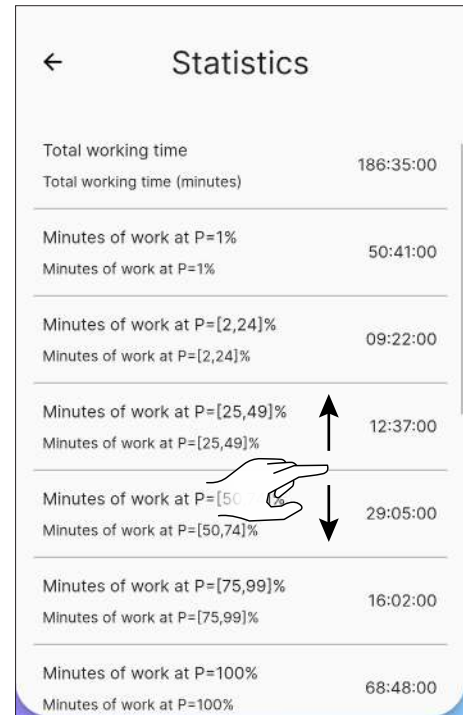 Statistics
Total working time
186:35:00
Total working time (minutes)
Minutes of work at P=1%
50:41:00
Minutes of work at P=1%
Minutes of work at P=[2,24]%
09:22:00
Minutes of work at P=[2,24]%
Minutes of work at P=[25,49]%
12:37:00
Minutes of work at P=[25,49]%
Minutes of work at P=[50
29:05:00
Minutes of work at P=[50,74]%
Minutes of work at P=[75,99]%
16:02:00
Minutes of work at P=[75,99]%
Minutes of work at P=100%
68:48:00
Minutes of work at P=100%